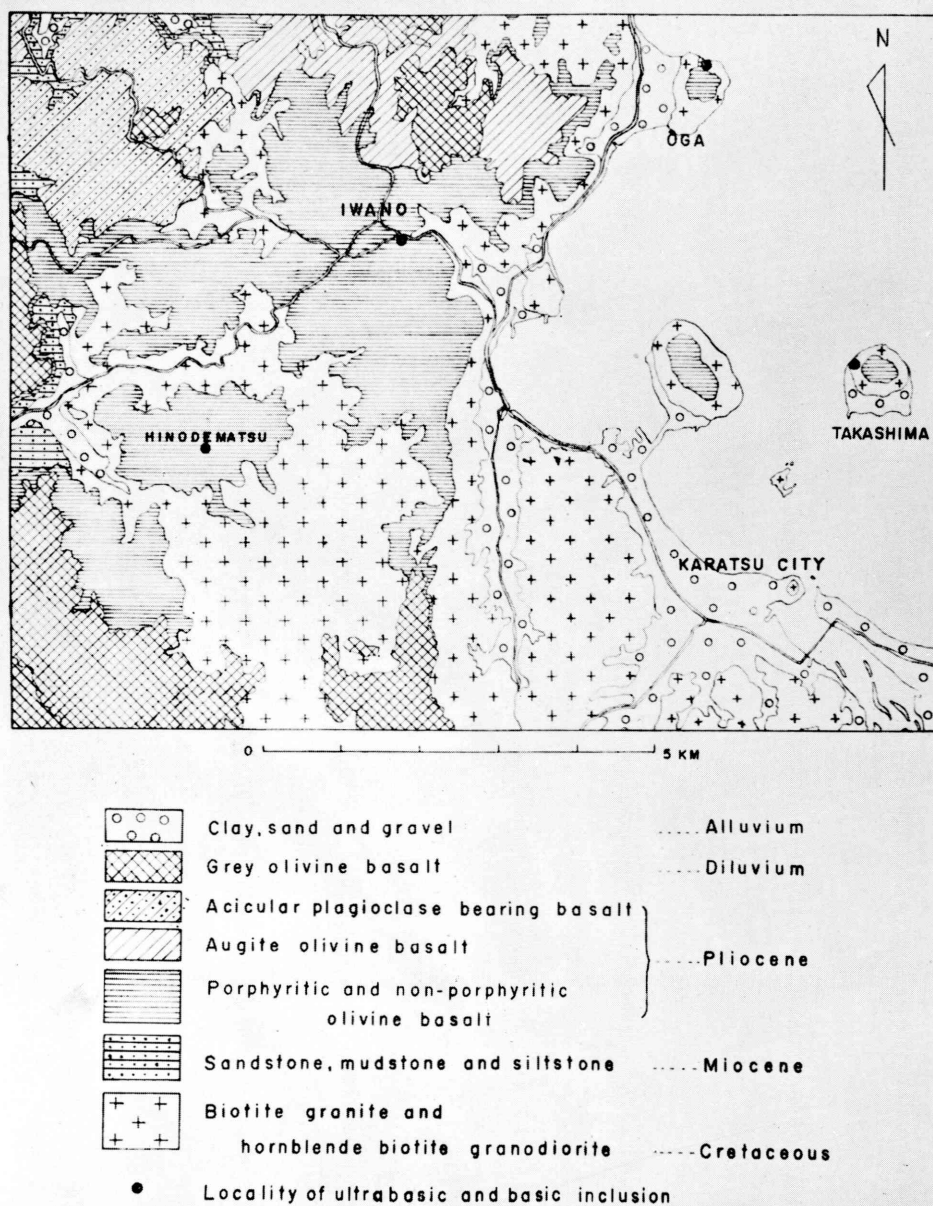 N
OGA
IWANO
HINODEMATSU
TAKASHIMA
KARATSU CITY
0 5 KM
Clay, sand and gravel ..... Alluvium
Grey olivine basalt ..... Diluvium
Acicular plagioclase bearing basalt
Augite olivine basalt ..... Pliocene
Porphyritic and non-porphyritic
olivine basalt
Sandstone, mudstone and siltstone ..... Miocene
Biotite granite and
hornblende biotite granodiorite ..... Cretaceous
Locality of ultrabasic and basic inclusion